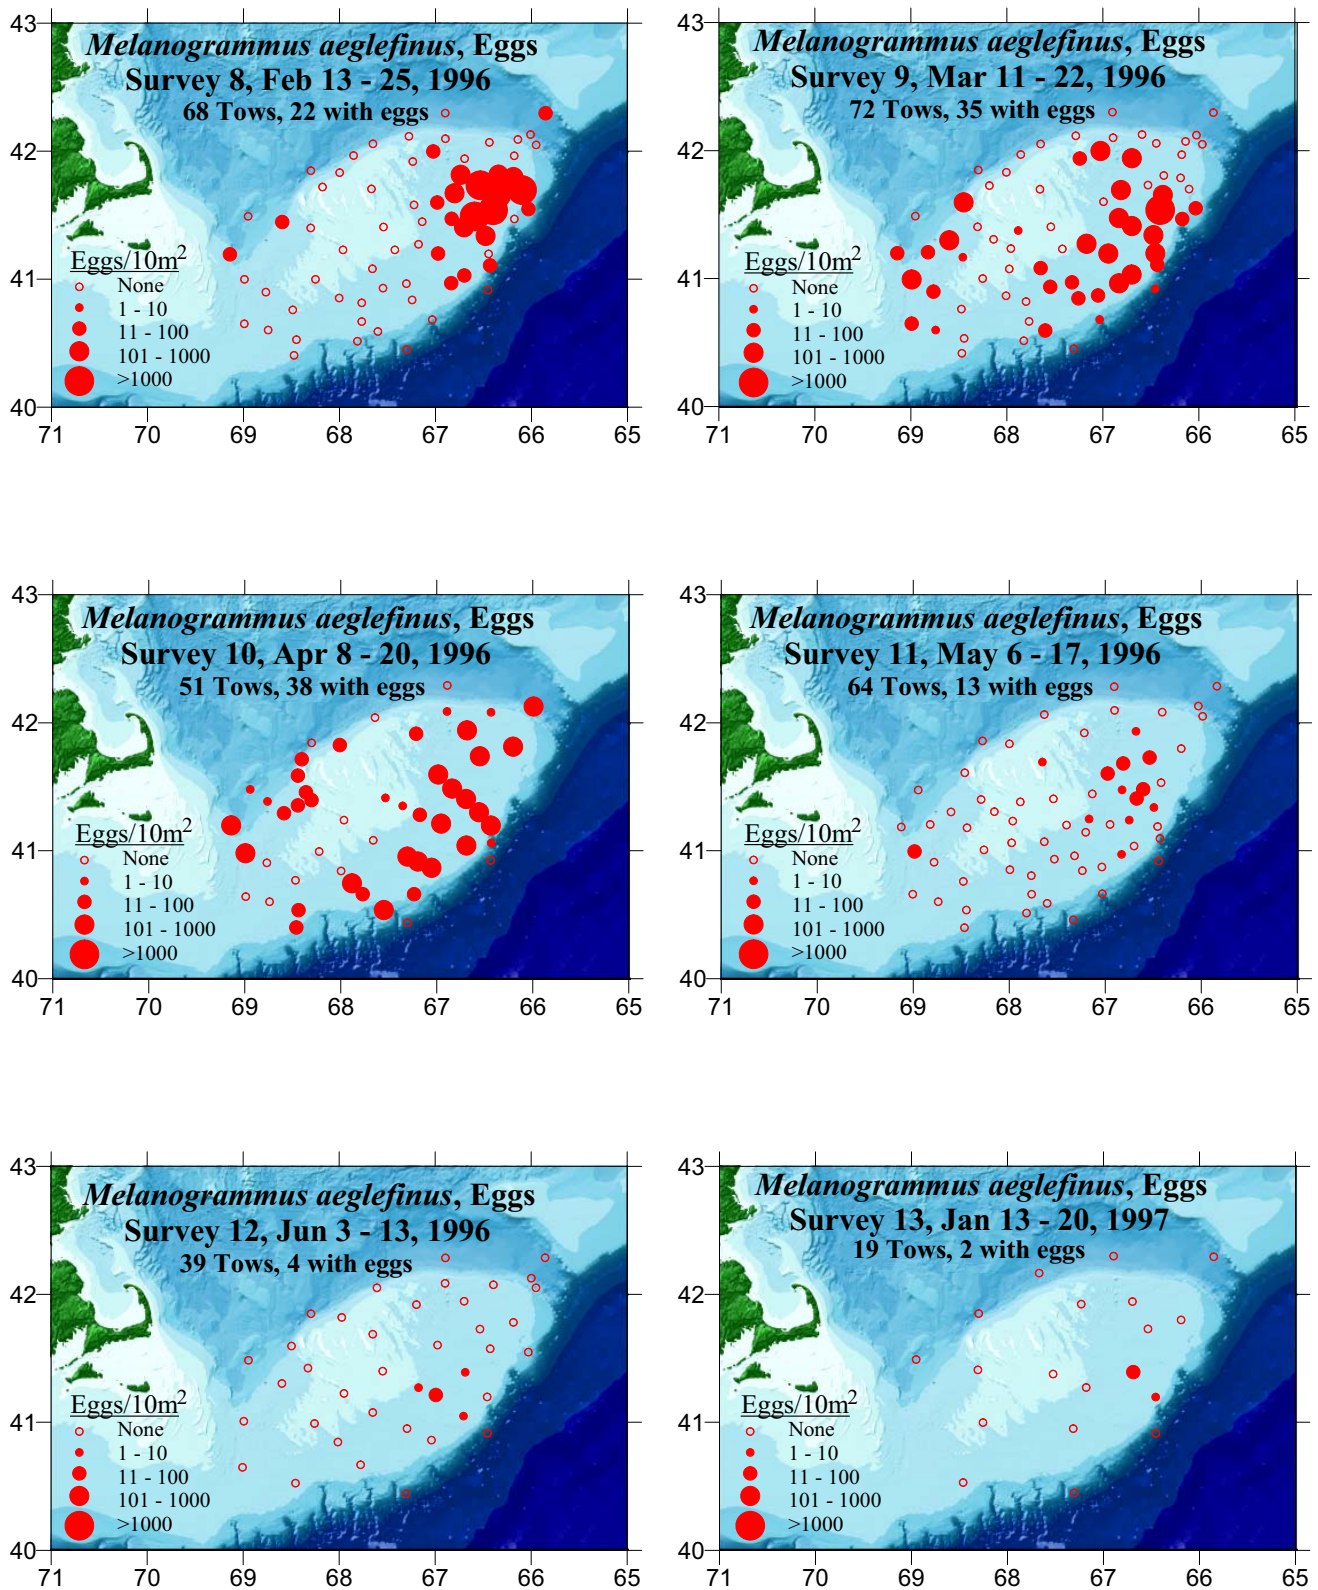 Melanogrammus aeglefinus, Eggs
Survey 8, Feb 13 - 25, 1996
68 Tows, 22 with eggs
Eggs/10m2
None
1 - 10
11 - 100
101 - 1000
>1000
43
42
41
40
71 70 69 68 67 66 65
Melanogrammus aeglefinus, Eggs
Survey 9, Mar 11 - 22, 1996
72 Tows, 35 with eggs
Eggs/10m2
None
1 - 10
11 - 100
101 - 1000
>1000
43
42
41
40
71 70 69 68 67 66 65
Melanogrammus aeglefinus, Eggs
Survey 10, Apr 8 - 20, 1996
51 Tows, 38 with eggs
Eggs/10m2
None
1 - 10
11 - 100
101 - 1000
>1000
43
42
41
40
71 70 69 68 67 66 65
Melanogrammus aeglefinus, Eggs
Survey 11, May 6 - 17, 1996
64 Tows, 13 with eggs
Eggs/10m2
None
1 - 10
11 - 100
101 - 1000
>1000
43
42
41
40
71 70 69 68 67 66 65
Melanogrammus aeglefinus, Eggs
Survey 12, Jun 3 - 13, 1996
39 Tows, 4 with eggs
Eggs/10m2
None
1 - 10
11 - 100
101 - 1000
>1000
43
42
41
40
71 70 69 68 67 66 65
Melanogrammus aeglefinus, Eggs
Survey 13, Jan 13 - 20, 1997
19 Tows, 2 with eggs
Eggs/10m2
None
1 - 10
11 - 100
101 - 1000
>1000
43
42
41
40
71 70 69 68 67 66 65